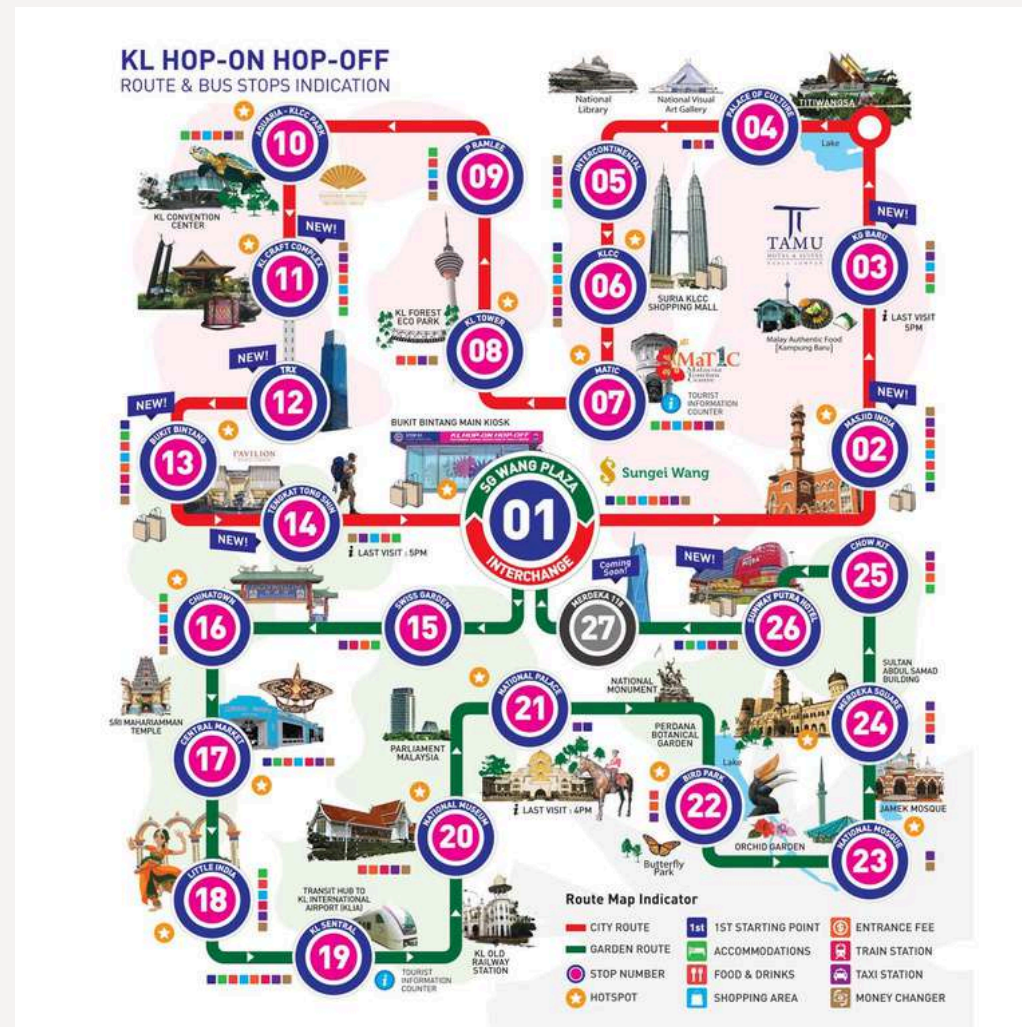 KL HOP-ON HOP-OFF
ROUTE & BUS STOPS INDICATION
National
Library
National Visual
Art Gallery
TITIWANGSA
Lake
PALACE OF CULTURE
04
INTERCONTINENTAL
05
P RAMLEE
09
AQUARIA - KLCC PARK
10
KL CONVENTION
CENTER
NEW!
KL CRAFT COMPLEX
11
KLCC
06
SURIA KLCC
SHOPPING MALL
TAMU
HOTEL & SUITES
KUALA LUMPUR
NEW!
KG BARU
03
i LAST VISIT
5PM
Malay Authentic Food
[Kampung Baru]
KL FOREST
ECO PARK
KL TOWER
08
MATIC
07
MaT1C
Malaysia
Tourism
Centre
i
TOURIST
INFORMATION
COUNTER
NEW!
TRX
12
NEW!
BUKIT BINTANG
13
PAVILION
NEW!
TENGKAT TONG SHIN
14
i LAST VISIT : 5PM
BUKIT BINTANG MAIN KIOSK
KL HOP-ON HOP-OFF
SG WANG PLAZA
01
INTERCHANGE
Sungei Wang
NEW!
MASJID INDIA
02
CHINATOWN
16
SWISS GARDEN
15
Coming
Soon!
MERDEKA 118
27
NEW!
SUNWAY PUTRA HOTEL
26
CHOW KIT
25
SRI MAHARIAMMAN
TEMPLE
CENTRAL MARKET
17
PARLIAMENT
MALAYSIA
NATIONAL PALACE
21
i LAST VISIT : 4PM
NATIONAL
MONUMENT
PERDANA
BOTANICAL
GARDEN
Lake
SULTAN
ABDUL SAMAD
BUILDING
MERDEKA SQUARE
24
JAMEK MOSQUE
BIRD PARK
22
Butterfly
Park
ORCHID GARDEN
NATIONAL MOSQUE
23
NATIONAL MUSEUM
20
LITTLE INDIA
18
TRANSIT HUB TO
KL INTERNATIONAL
AIRPORT (KLIA)
KL SENTRAL
19
i
TOURIST
INFORMATION
COUNTER
KL OLD
RAILWAY
STATION
Route Map Indicator
CITY ROUTE
GARDEN ROUTE
STOP NUMBER
HOTSPOT
1st 1ST STARTING POINT
ACCOMMODATIONS
FOOD & DRINKS
SHOPPING AREA
ENTRANCE FEE
TRAIN STATION
TAXI STATION
MONEY CHANGER